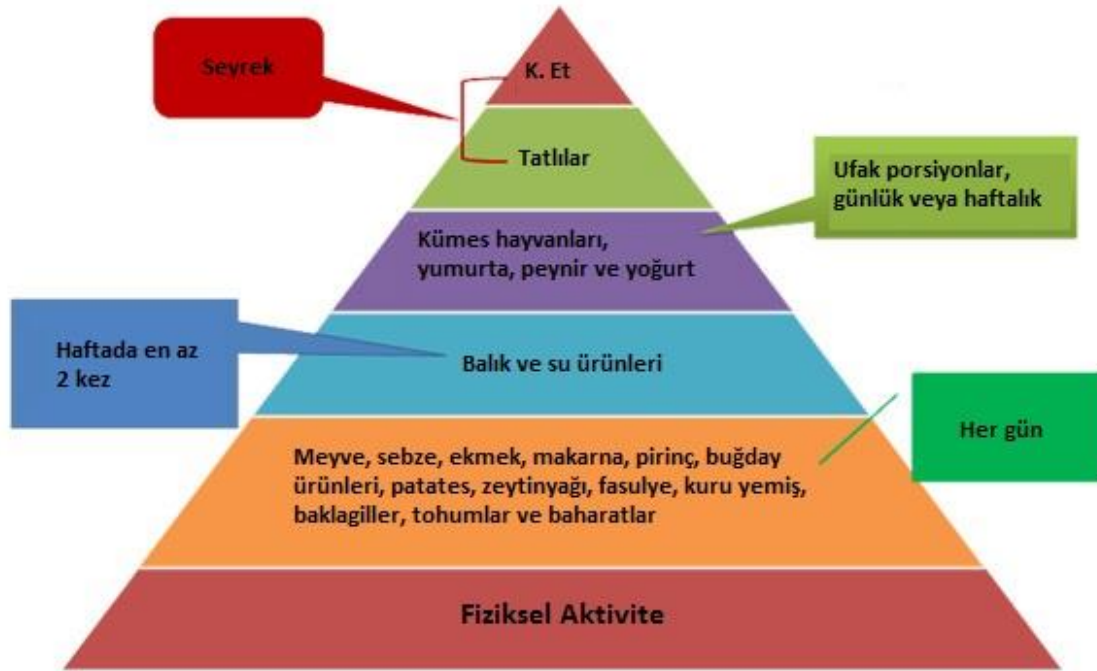 Seyrek
K. Et
Tatlılar
Ufak porsiyonlar,
günlük veya haftalık
Kümes hayvanları,
yumurta, peynir ve yoğurt
Haftada en az
2 kez
Balık ve su ürünleri
Her gün
Meyve, sebze, ekmek, makarna, pirinç, buğday
ürünleri, patates, zeytinyağı, fasulye, kuru yemiş,
baklagiller, tohumlar ve baharatlar
Fiziksel Aktivite